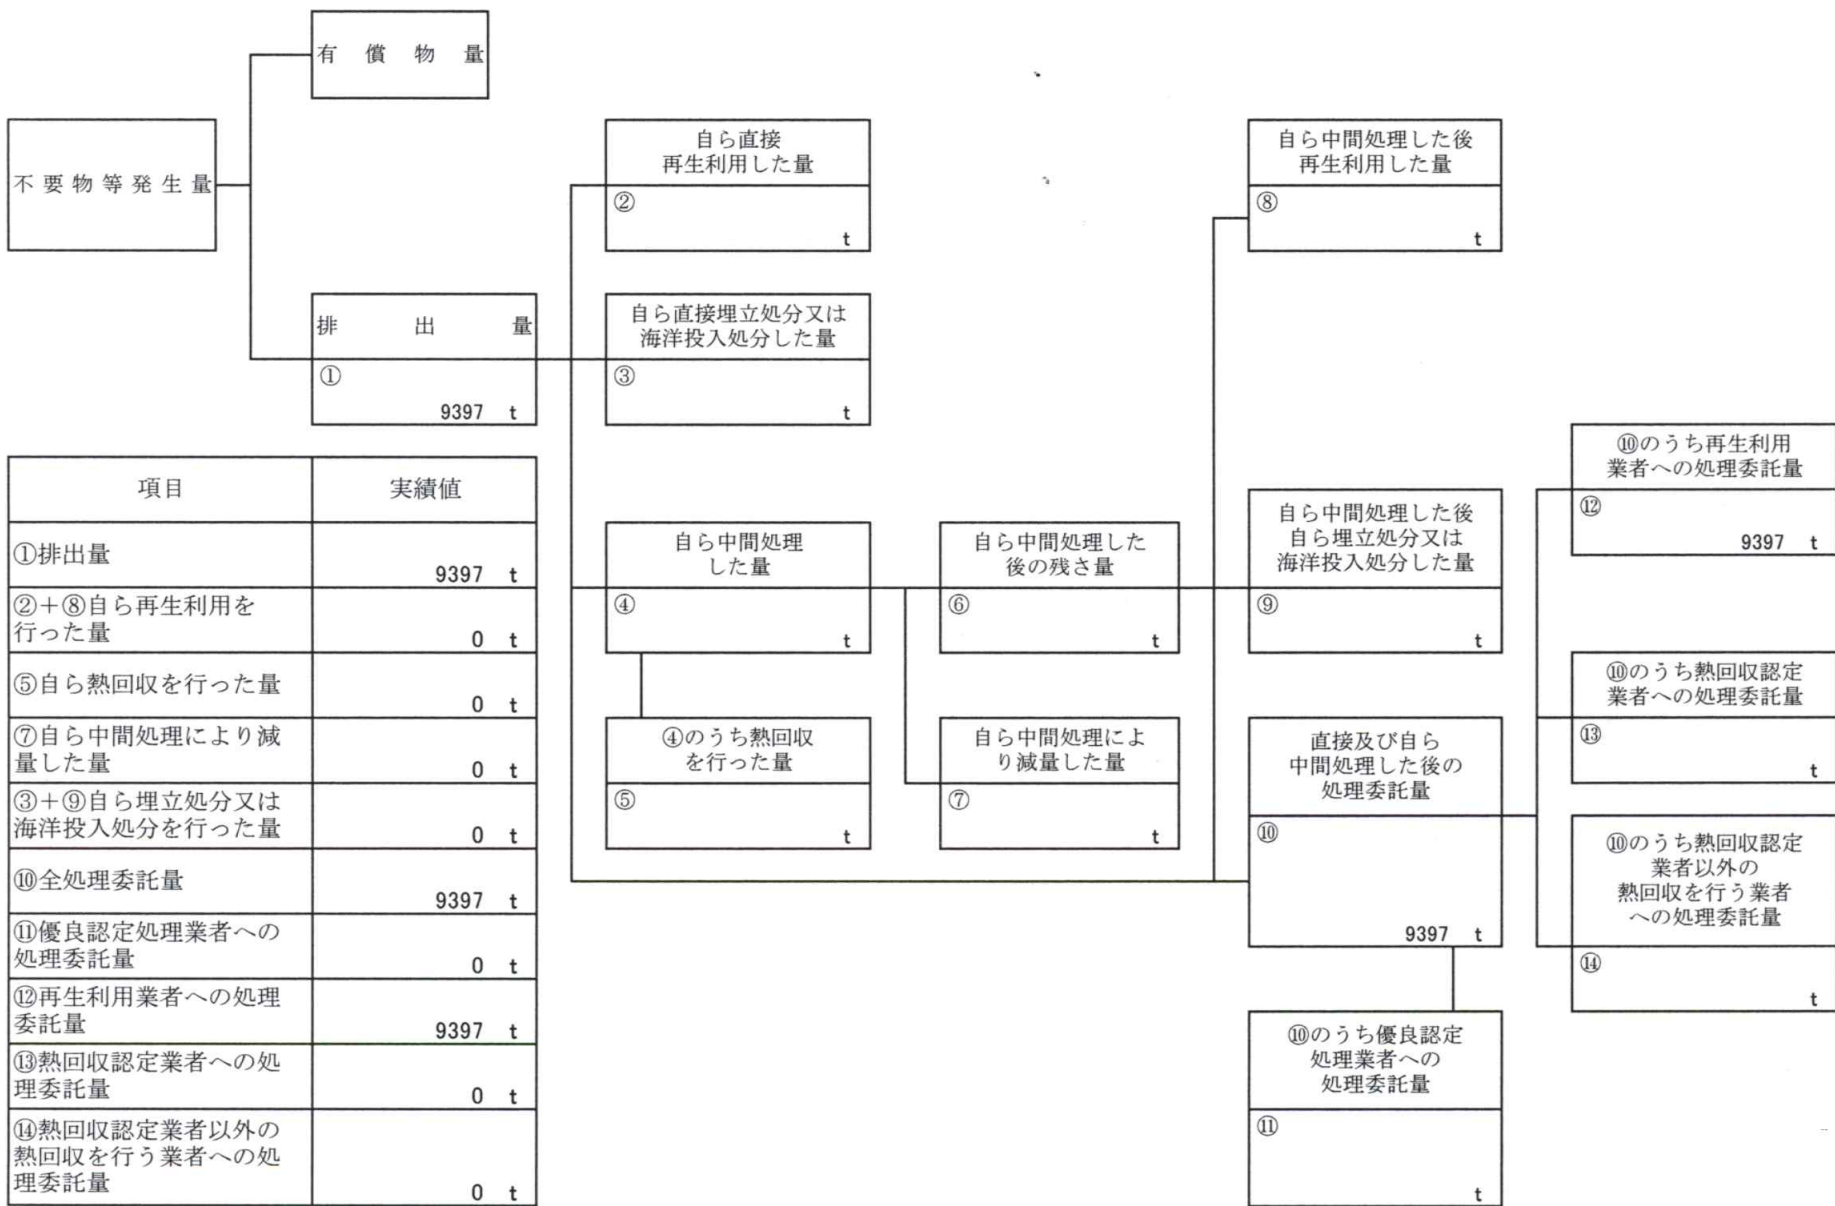 有償物量
不要物等発生量
排出量
①
9397 t
自ら直接
再生利用した量
②
t
自ら直接埋立処分又は
海洋投入処分した量
③
t
自ら中間処理
した量
④
t
④のうち熱回収
を行った量
⑤
t
自ら中間処理した
後の残さ量
⑥
t
自ら中間処理によ
り減量した量
⑦
t
自ら中間処理した後
再生利用した量
⑧
t
自ら中間処理した後
自ら埋立処分又は
海洋投入処分した量
⑨
t
直接及び自ら
中間処理した後の
処理委託量
⑩
9397 t
⑩のうち優良認定
処理業者への
処理委託量
⑪
t
⑩のうち再生利用
業者への処理委託量
⑫
9397 t
⑩のうち熱回収認定
業者への処理委託量
⑬
t
⑩のうち熱回収認定
業者以外の
熱回収を行う業者
への処理委託量
⑭
t
項目 実績値
①排出量
9397 t
②+⑧自ら再生利用を
行った量
0 t
⑤自ら熱回収を行った量
0 t
⑦自ら中間処理により減
量した量
0 t
③+⑨自ら埋立処分又は
海洋投入処分を行った量
0 t
⑩全処理委託量
9397 t
⑪優良認定処理業者への
処理委託量
0 t
⑫再生利用業者への処理
委託量
9397 t
⑬熱回収認定業者への処
理委託量
0 t
⑭熱回収認定業者以外の
熱回収を行う業者への処
理委託量
0 t